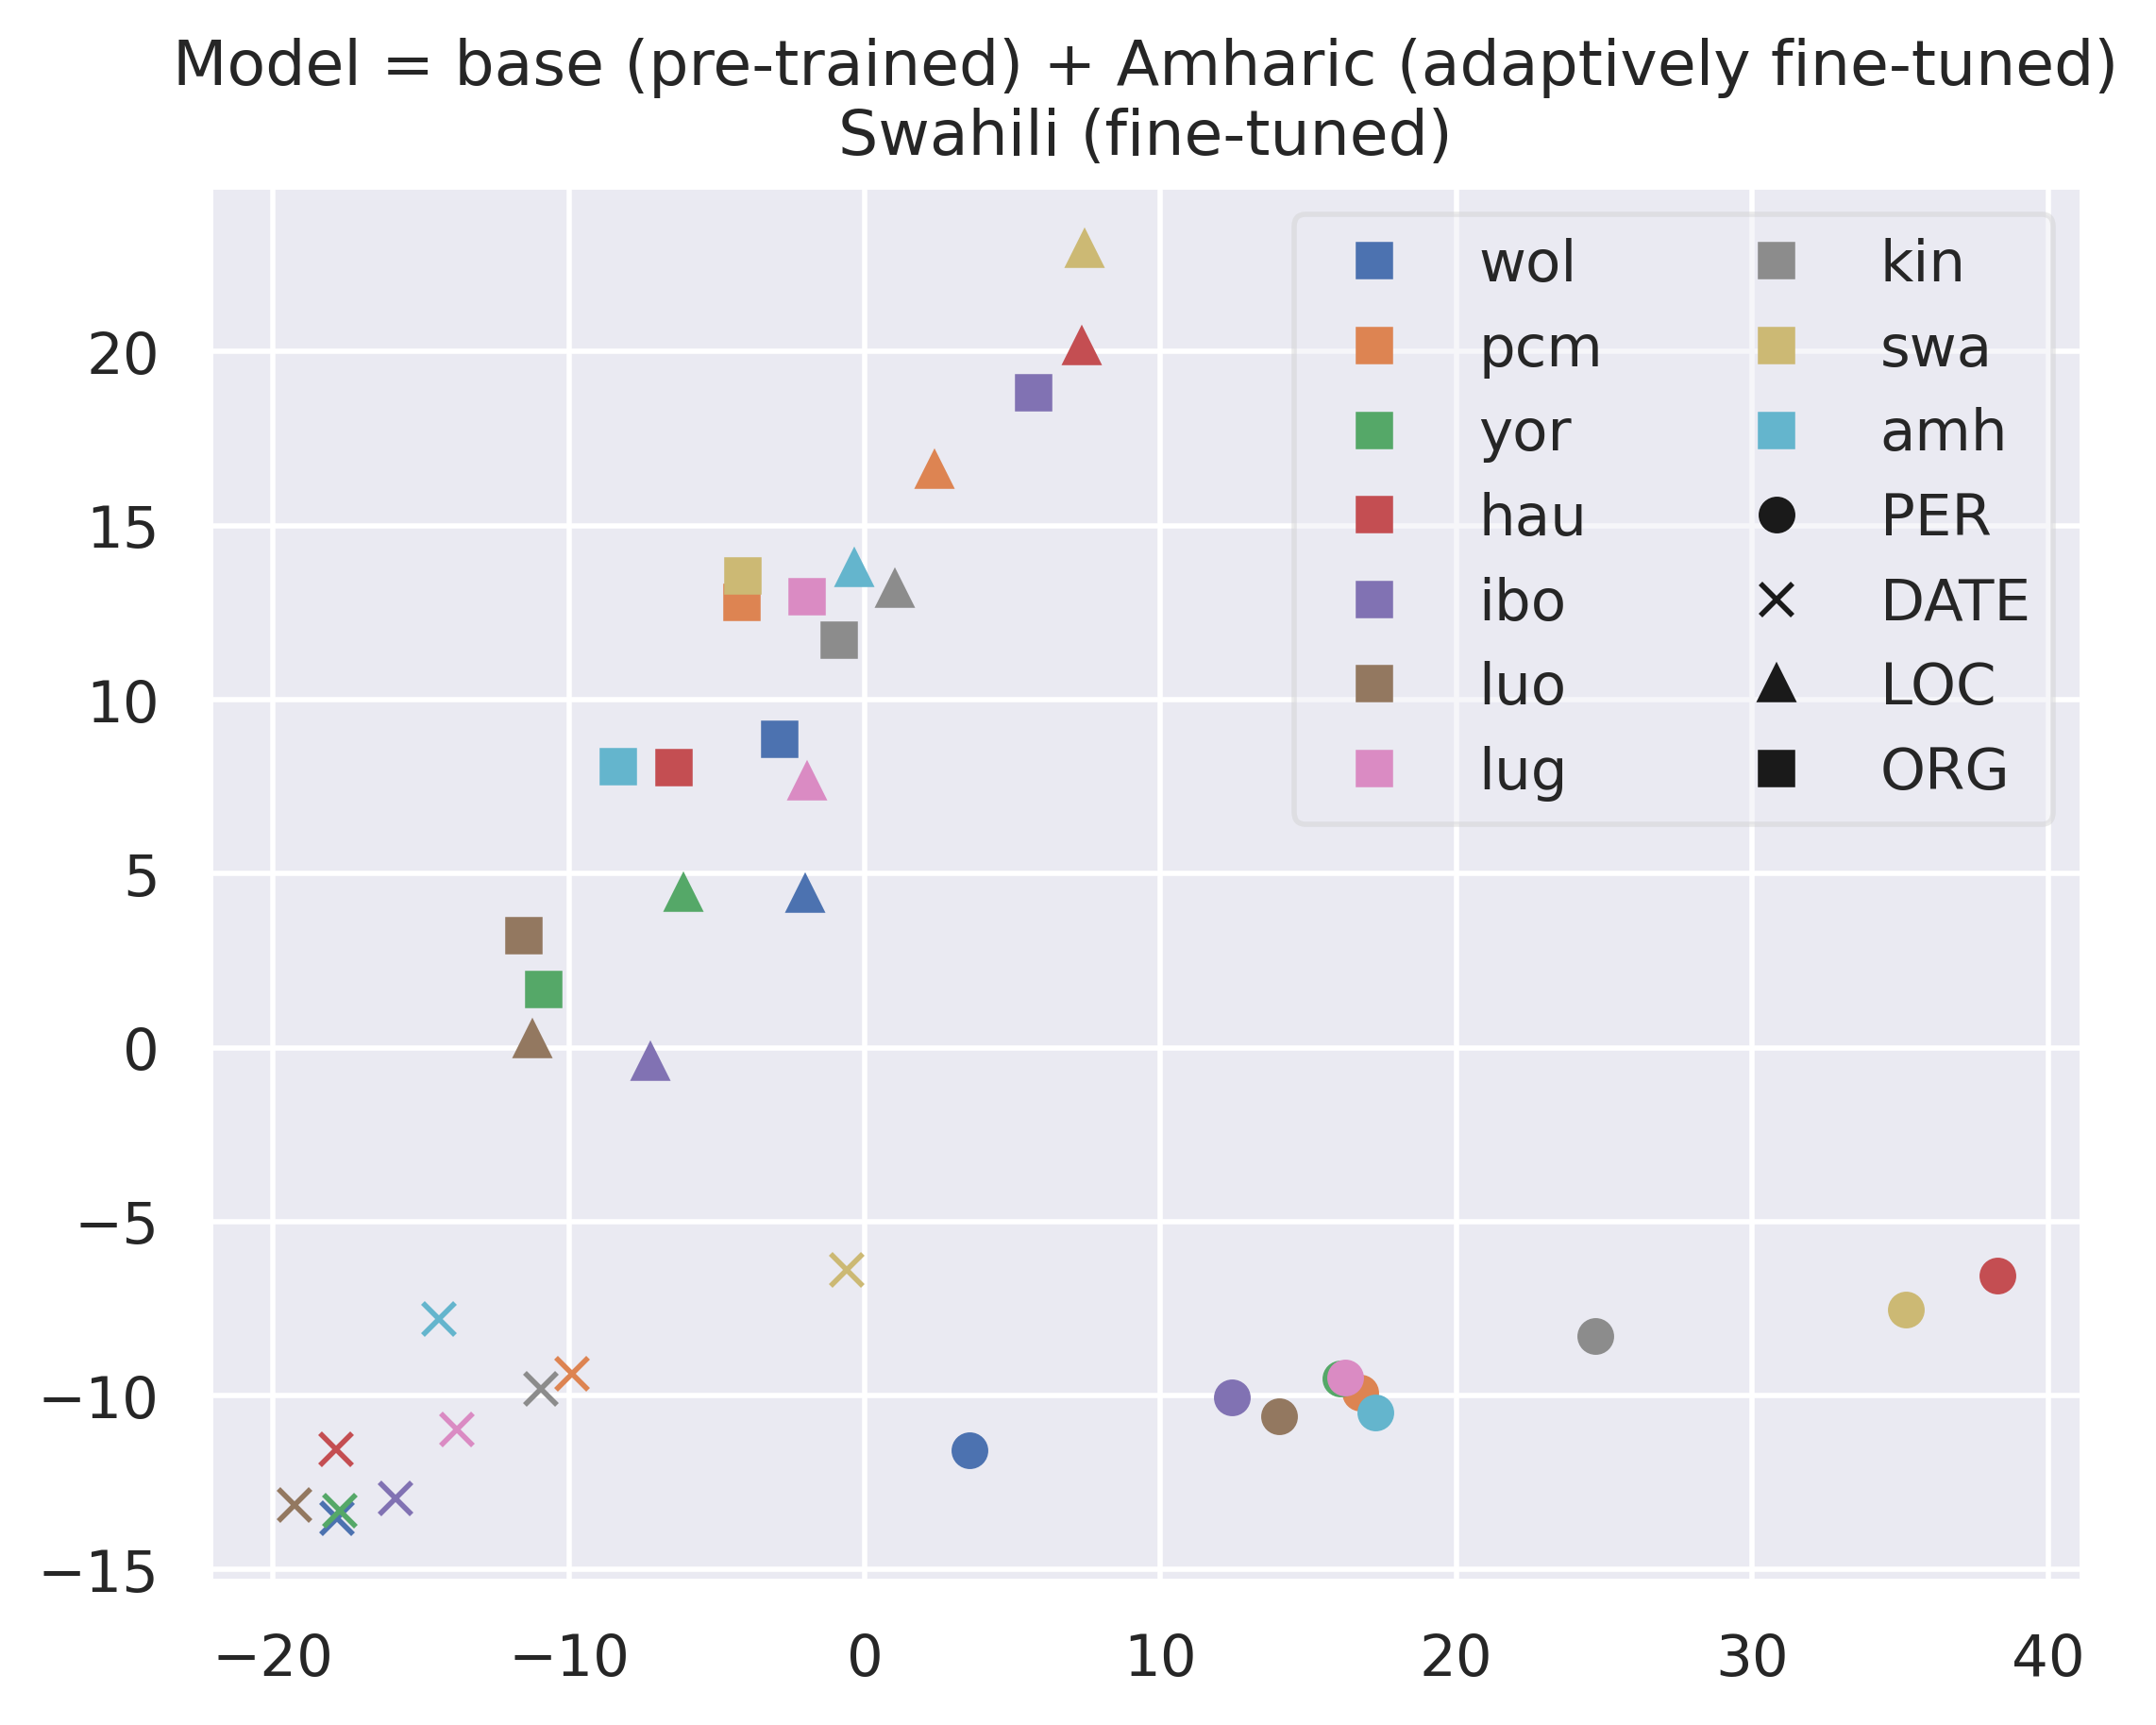 Model = base (pre-trained) + Amharic (adaptively fine-tuned)
Swahili (fine-tuned)
wol
pcm
yor
hau
ibo
luo
lug
kin
swa
amh
PER
DATE
LOC
ORG
20
15
10
5
0
−5
−10
−15
−20
−10
0
10
20
30
40